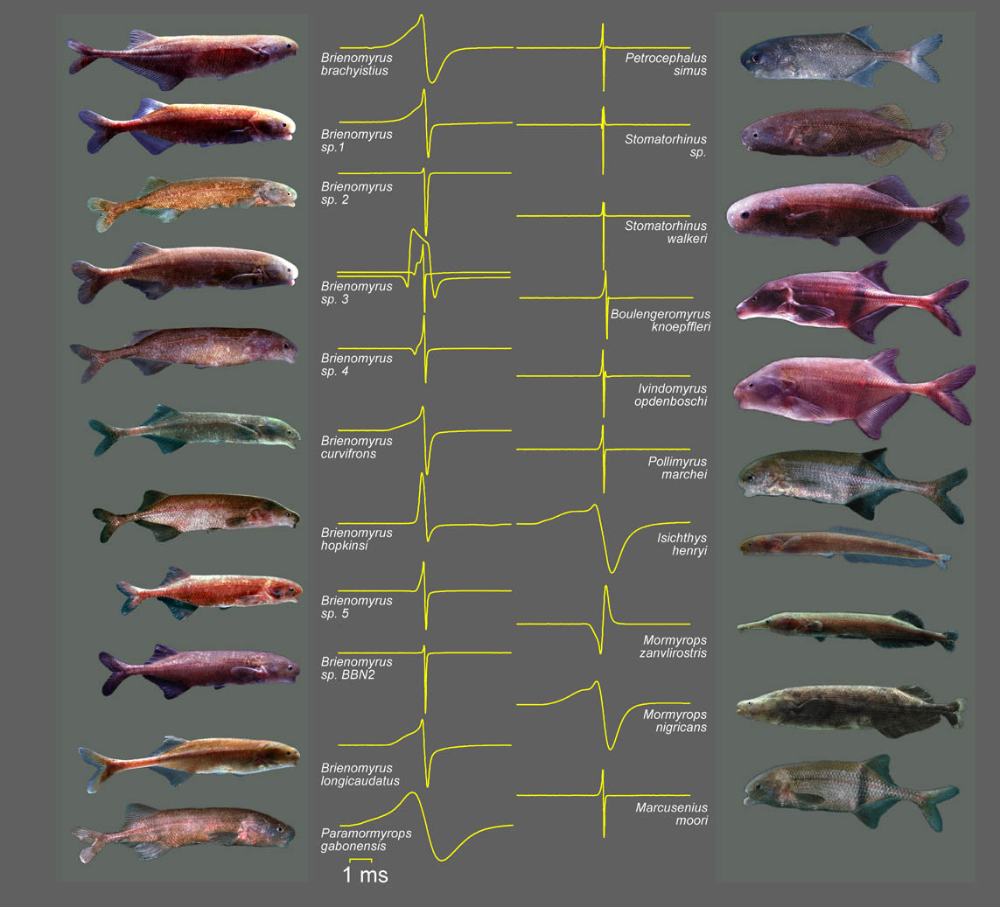 Brienomyrus
brachyistius
Brienomyrus
sp.1
Brienomyrus
sp. 2
Brienomyrus
sp. 3
Brienomyrus
sp. 4
Brienomyrus
curvifrons
Brienomyrus
hopkinsi
Brienomyrus
sp. 5
Brienomyrus
sp. BBN2
Brienomyrus
longicaudatus
Paramormyrops
gabonensis
1 ms
Petrocephalus
simus
Stomatorhinus
sp.
Stomatorhinus
walkeri
Boulengeromyrus
knoepffleri
Ivindomyrus
opdenboschi
Pollimyrus
marchei
Isichthys
henryi
Mormyrops
zanvlirostris
Mormyrops
nigricans
Marcusenius
moori